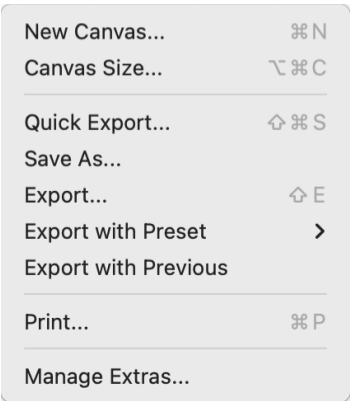 New Canvas... ⌘N
Canvas Size... ⌥⌘C
Quick Export... ⇧⌘S
Save As...
Export... ⇧E
Export with Preset
Export with Previous
Print... ⌘P
Manage Extras...